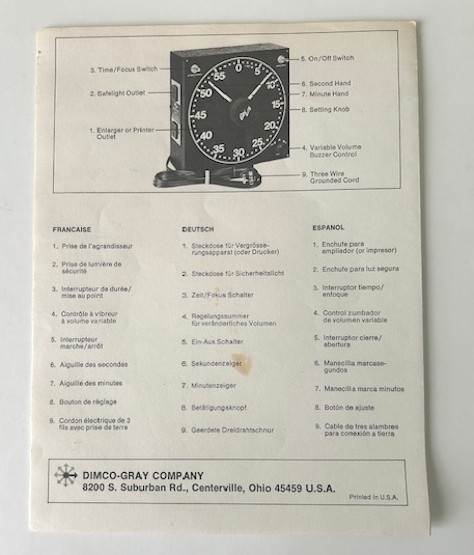 3. Time/Focus Switch
2. Safelight Outlet
1. Enlarger or Printer
Outlet
5. On/Off Switch
6. Second Hand
7. Minute Hand
8. Setting Knob
4. Variable Volume
Buzzer Control
9. Three Wire
Grounded Cord
0
5
10
15
20
25
30
35
40
45
50
55
FRANCAISE
1. Prise de l'agrandisseur
2. Prise de lumière de
sécurité
3. Interrupteur de durée/
mise au point
4. Contrôle à vibreur
à volume variable
5. Interrupteur
marche/arrêt
6. Aiguille des secondes
7. Aiguille des minutes
8. Bouton de réglage
9. Cordon électrique de 3
fils avec prise de terre
DEUTSCH
1. Steckdose für Vergrösse-
rungsapparat (oder Drucker)
2. Steckdose für Sicherheitslicht
3. Zeit/Fokus Schalter
4. Regelungssummer
für veränderliches Volumen
5. Ein-Aus Schalter
6. Sekundenzeiger
7. Minutenzeiger
8. Betätigungsknopf
9. Geerdete Dreidrahtschnur
ESPANOL
1. Enchufe para
ampliador (or impresor)
2. Enchufe para luz segura
3. Interruptor tiempo/
enfoque
4. Control zumbador
de volumen variable
5. Interruptor cierre/
abertura
6. Manecilla marcase-
gundos
7. Manecilla marca minutos
8. Botón de ajuste
9. Cable de tres alambres
para conexión a tierra
DIMCO-GRAY COMPANY
8200 S. Suburban Rd., Centerville, Ohio 45459 U.S.A.
Printed in U.S.A.